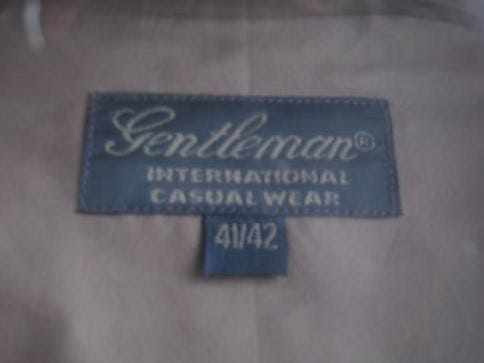 Gentleman®
INTERNATIONAL
CASUAL WEAR
41/42